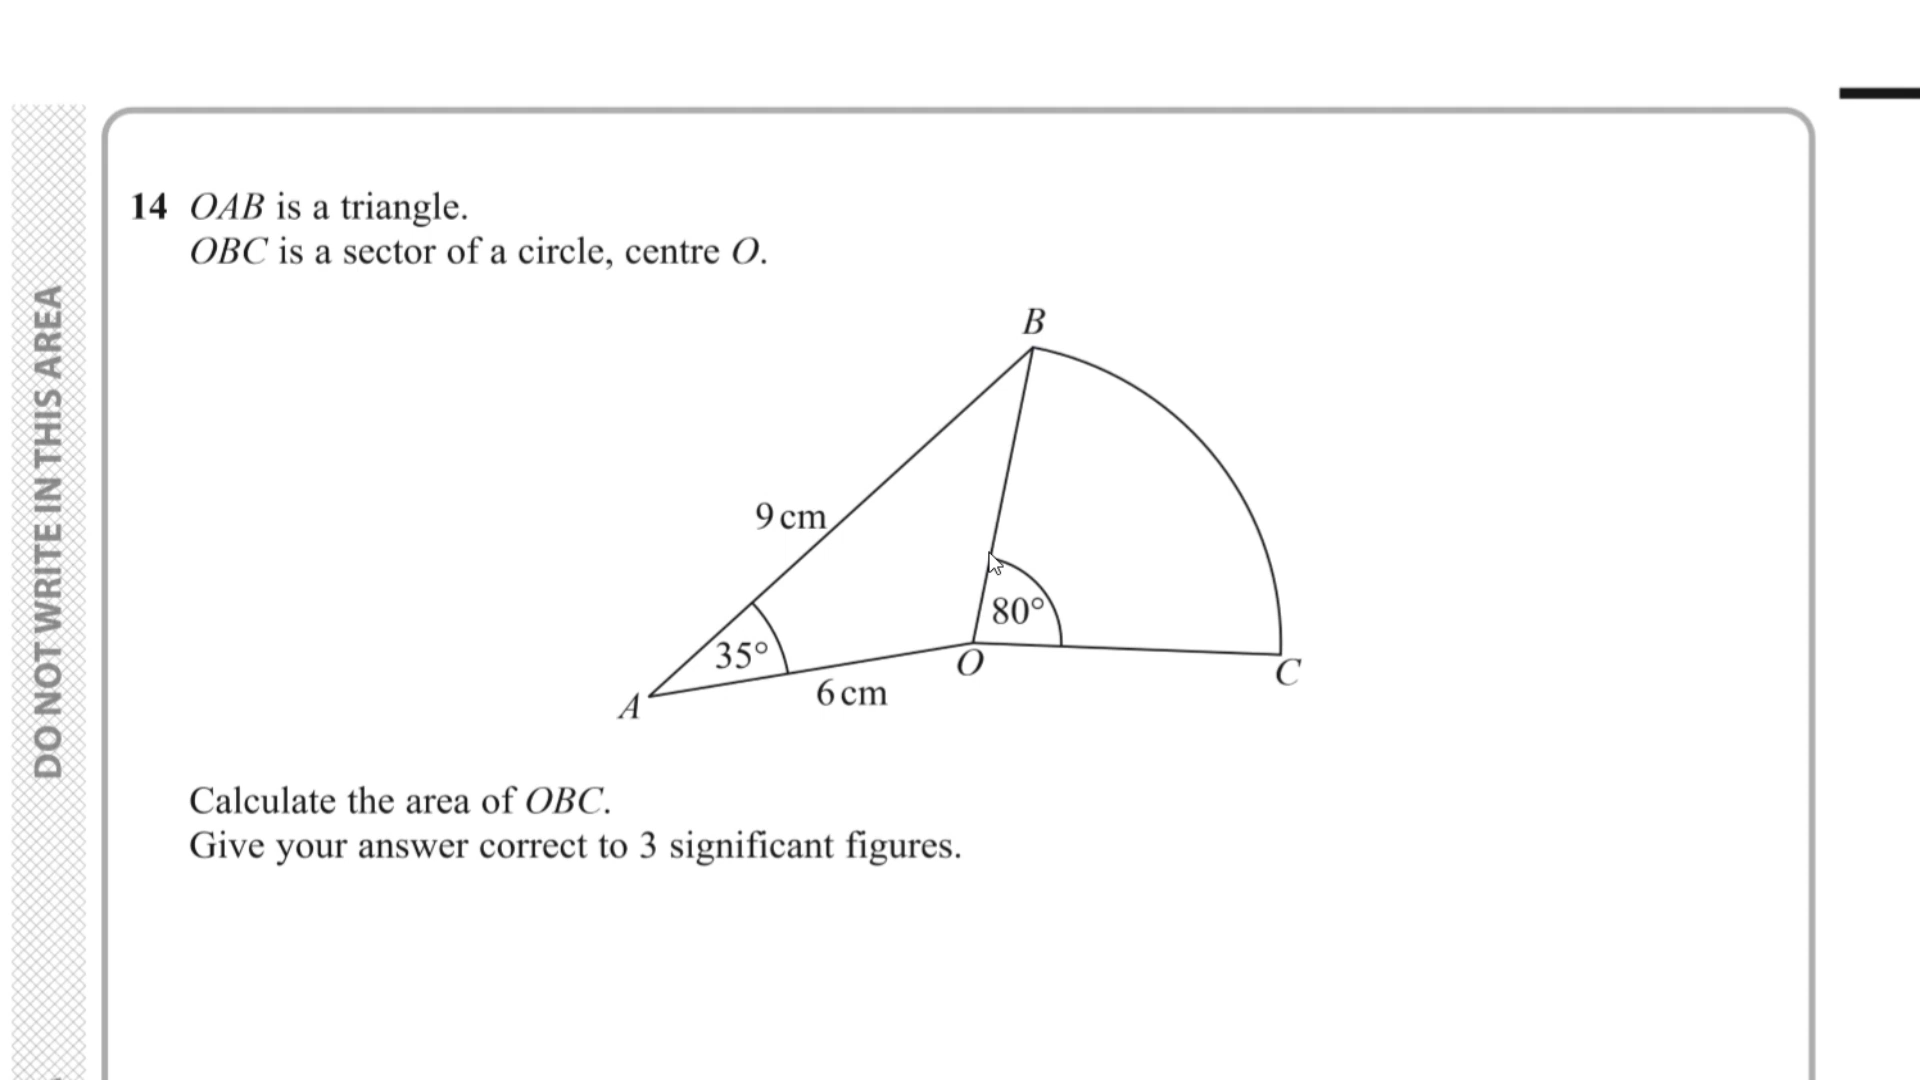 DO NOT WRITE IN THIS AREA
14 OAB is a triangle.
OBC is a sector of a circle, centre O.
B
9 cm
80°
35°
O
C
6 cm
A
Calculate the area of OBC.
Give your answer correct to 3 significant figures.